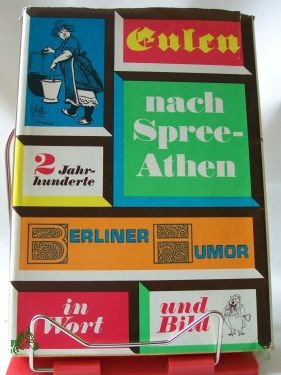 Eulen
nach
Spree-
Athen
2 Jahr-
hunderte
BERLINER HUMOR
in
Wort
und
Bild